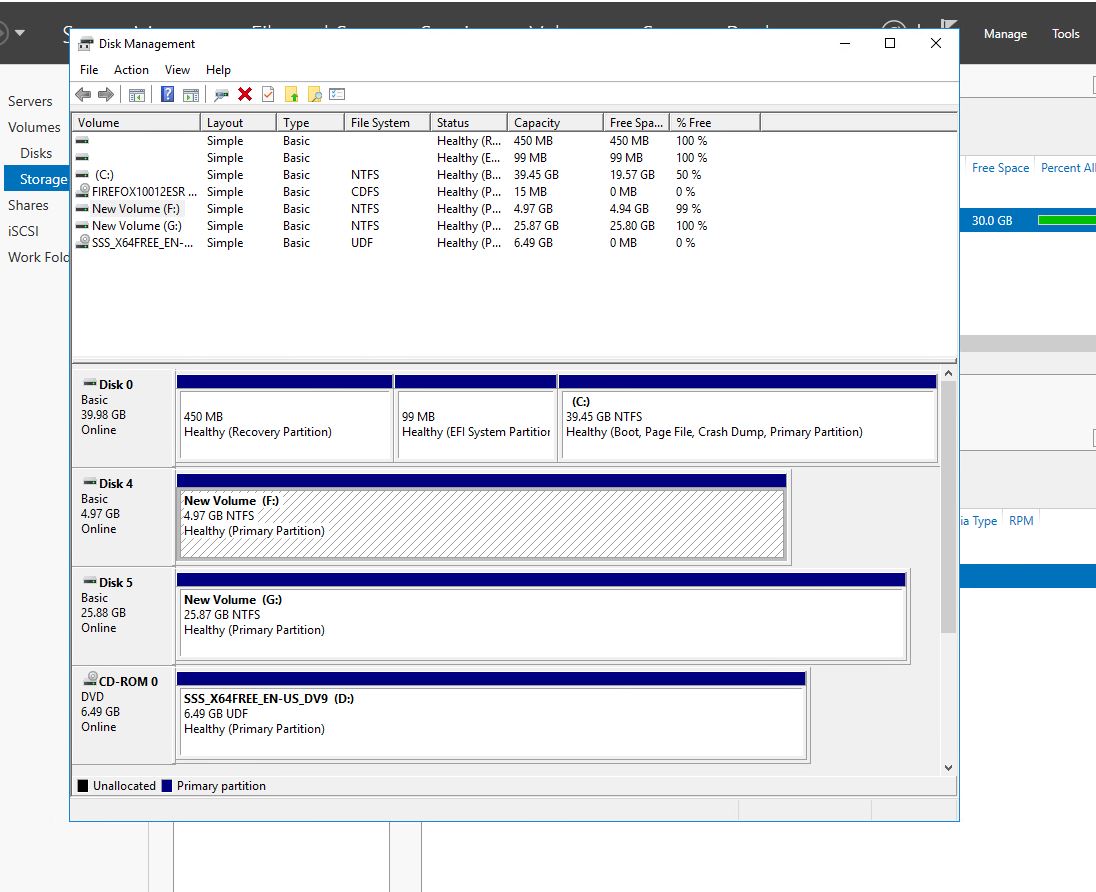 Manage Tools
Disk Management
File Action View Help
Servers
Volumes
Disks
Storage
Shares
iSCSI
Work Fold
Volume Layout Type File System Status Capacity Free Spa... % Free
Simple Basic Healthy (R... 450 MB 450 MB 100 %
Simple Basic Healthy (E... 99 MB 99 MB 100 %
(C:) Simple Basic NTFS Healthy (B... 39.45 GB 19.57 GB 50 %
FIREFOX10012ESR ... Simple Basic CDFS Healthy (P... 15 MB 0 MB 0 %
New Volume (F:) Simple Basic NTFS Healthy (P... 4.97 GB 4.94 GB 99 %
New Volume (G:) Simple Basic NTFS Healthy (P... 25.87 GB 25.80 GB 100 %
SSS_X64FREE_EN-... Simple Basic UDF Healthy (P... 6.49 GB 0 MB 0 %
Free Space Percent All
30.0 GB
ia Type RPM
Disk 0
Basic
39.98 GB
Online
450 MB
Healthy (Recovery Partition)
99 MB
Healthy (EFI System Partition
(C:)
39.45 GB NTFS
Healthy (Boot, Page File, Crash Dump, Primary Partition)
Disk 4
Basic
4.97 GB
Online
New Volume (F:)
4.97 GB NTFS
Healthy (Primary Partition)
Disk 5
Basic
25.88 GB
Online
New Volume (G:)
25.87 GB NTFS
Healthy (Primary Partition)
CD-ROM 0
DVD
6.49 GB
Online
SSS_X64FREE_EN-US_DV9 (D:)
6.49 GB UDF
Healthy (Primary Partition)
Unallocated Primary partition